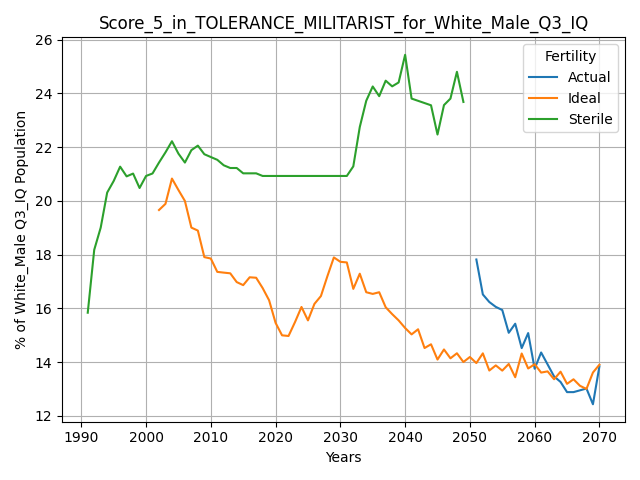 Score_5_in_TOLERANCE_MILITARIST_for_White_Male_Q3_IQ
% of White_Male Q3_IQ Population
26
24
22
20
18
16
14
12
Fertility
Actual
Ideal
Sterile
1990 2000 2010 2020 2030 2040 2050 2060 2070
Years